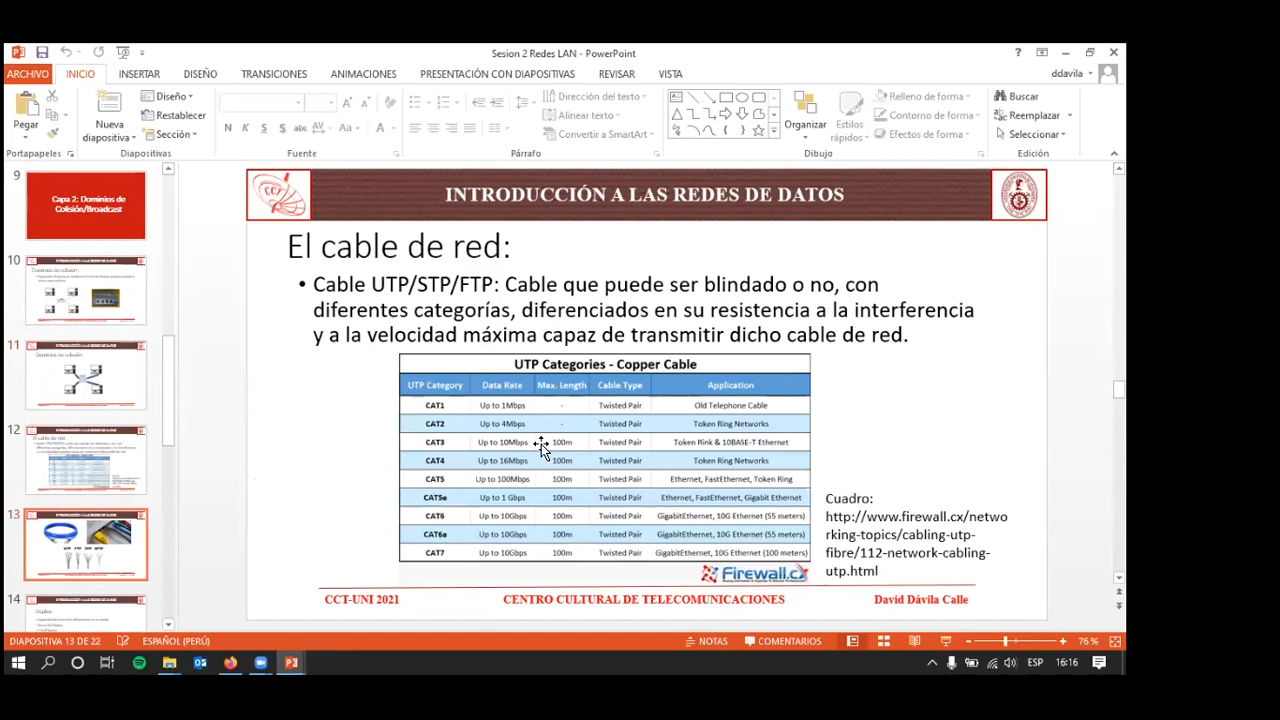 Sesion 2 Redes LAN - PowerPoint
ARCHIVO INICIO INSERTAR DISEÑO TRANSICIONES ANIMACIONES PRESENTACIÓN CON DIAPOSITIVAS REVISAR VISTA ddavila
Pegar
Nueva diapositiva
Diseño
Restablecer
Sección
N K S S abc AV Aa A
Dirección del texto
Alinear texto
Convertir a SmartArt
Organizar
Estilos rápidos
Relleno de forma
Contorno de forma
Efectos de forma
Buscar
Reemplazar
Seleccionar
Portapapeles Diapositivas Fuente Párrafo Dibujo Edición
9
Capa 2: Dominios de
Colisión/Broadcast
10
11
12
13
14
CCT
INTRODUCCIÓN A LAS REDES DE DATOS
El cable de red:
• Cable UTP/STP/FTP: Cable que puede ser blindado o no, con
diferentes categorías, diferenciados en su resistencia a la interferencia
y a la velocidad máxima capaz de transmitir dicho cable de red.
UTP Categories - Copper Cable
UTP Category Data Rate Max. Length Cable Type Application
CAT1 Up to 1Mbps - Twisted Pair Old Telephone Cable
CAT2 Up to 4Mbps - Twisted Pair Token Ring Networks
CAT3 Up to 10Mbps 100m Twisted Pair Token Rink & 10BASE-T Ethernet
CAT4 Up to 16Mbps 100m Twisted Pair Token Ring Networks
CAT5 Up to 100Mbps 100m Twisted Pair Ethernet, FastEthernet, Token Ring
CAT5e Up to 1 Gbps 100m Twisted Pair Ethernet, FastEthernet, Gigabit Ethernet
CAT6 Up to 10Gbps 100m Twisted Pair GigabitEthernet, 10G Ethernet (55 meters)
CAT6a Up to 10Gbps 100m Twisted Pair GigabitEthernet, 10G Ethernet (55 meters)
CAT7 Up to 10Gbps 100m Twisted Pair GigabitEthernet, 10G Ethernet (100 meters)
Firewall.cx
Cuadro:
http://www.firewall.cx/netwo
rking-topics/cabling-utp-
fibre/112-network-cabling-
utp.html
CCT-UNI 2021 CENTRO CULTURAL DE TELECOMUNICACIONES David Dávila Calle
DIAPOSITIVA 13 DE 22 ESPAÑOL (PERÚ) NOTAS COMENTARIOS 76 %
ESP 16:16